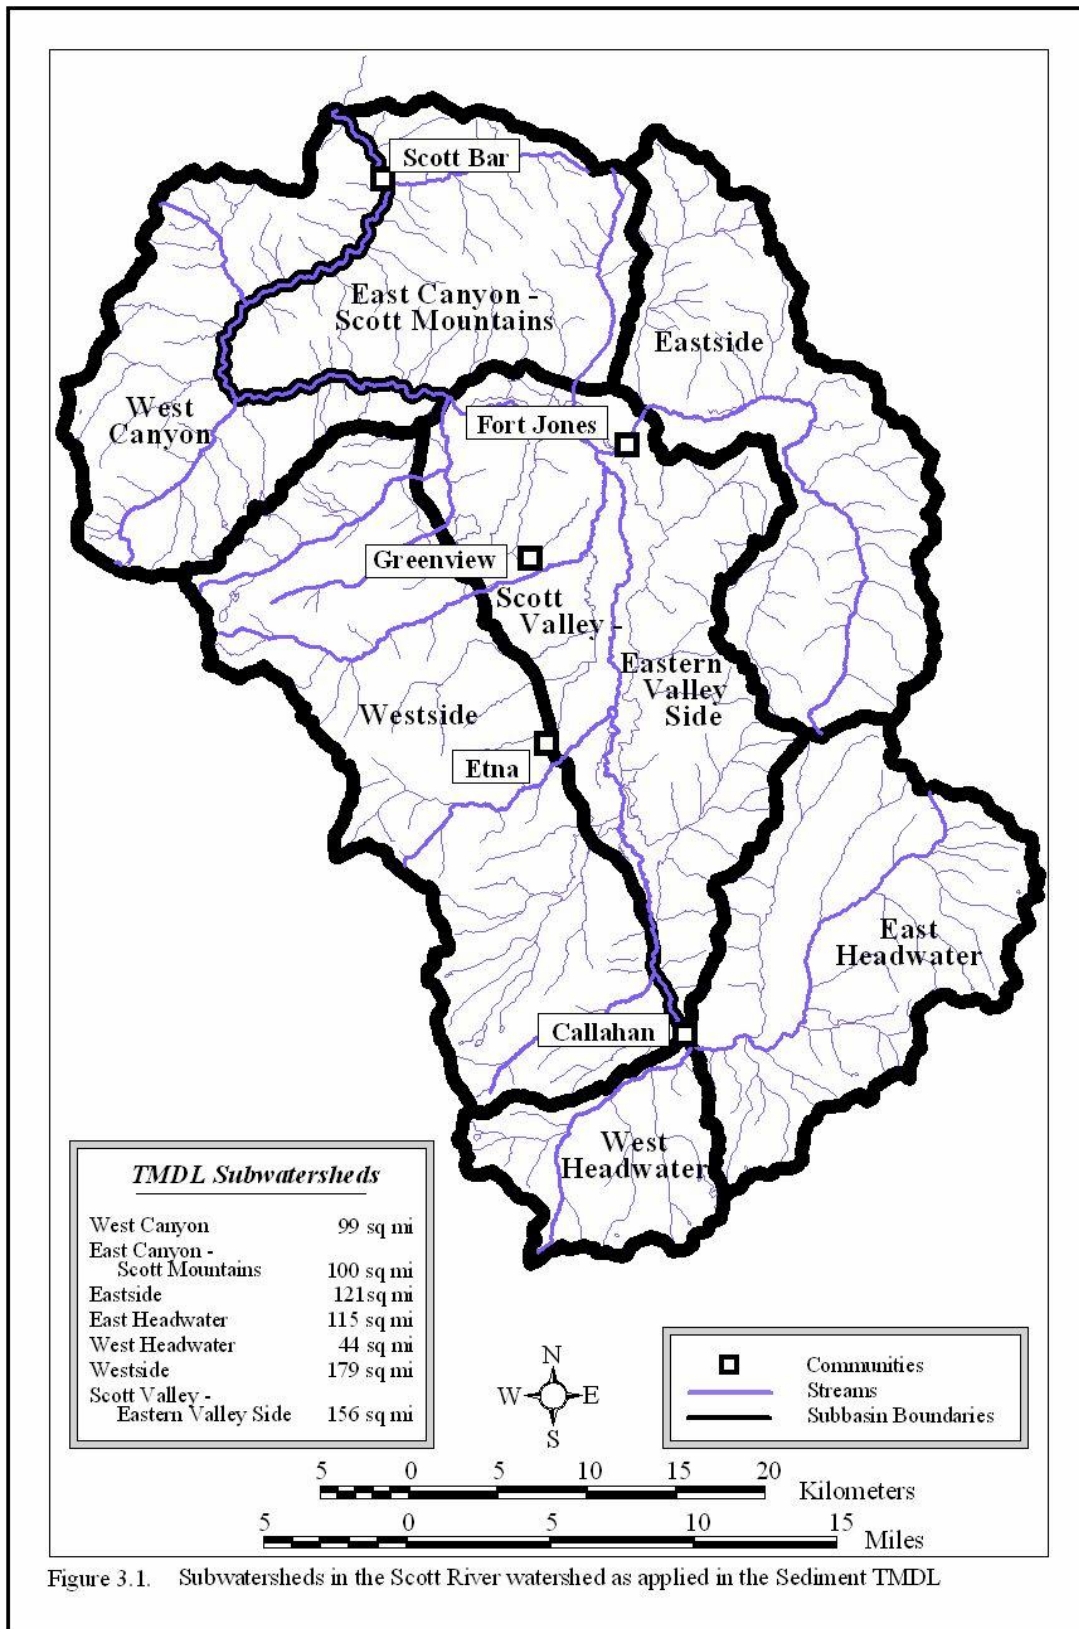 Scott Bar
East Canyon -
Scott Mountains
Eastside
West
Canyon
Fort Jones
Greenview
Scott
Valley -
Eastern
Valley
Side
Westside
Etna
East
Headwater
Callahan
West
Headwater
TMDL Subwatersheds
West Canyon 99 sq mi
East Canyon -
Scott Mountains 100 sq mi
Eastside 121 sq mi
East Headwater 115 sq mi
West Headwater 44 sq mi
Westside 179 sq mi
Scott Valley -
Eastern Valley Side 156 sq mi
N
W E
S
Communities
Streams
Subbasin Boundaries
5 0 5 10 15 20
Kilometers
5 0 5 10 15
Miles
Figure 3.1. Subwatersheds in the Scott River watershed as applied in the Sediment TMDL